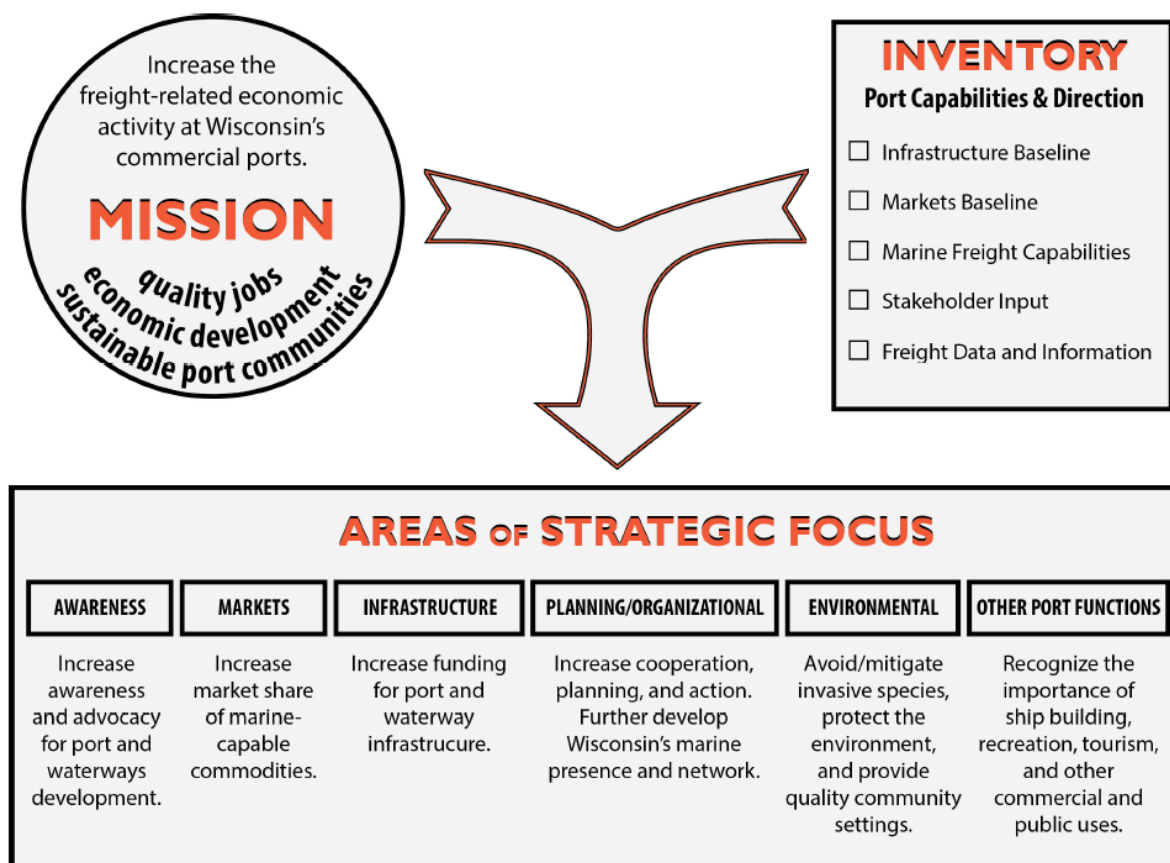 Increase the
freight-related economic
activity at Wisconsin's
commercial ports.
MISSION
quality jobs
economic development
sustainable port communities
INVENTORY
Port Capabilities & Direction
Infrastructure Baseline
Markets Baseline
Marine Freight Capabilities
Stakeholder Input
Freight Data and Information
AREAS OF STRATEGIC FOCUS
AWARENESS
Increase
awareness
and advocacy
for port and
waterways
development.
MARKETS
Increase
market share
of marine-
capable
commodities.
INFRASTRUCTURE
Increase funding
for port and
waterway
infrastrucure.
PLANNING/ORGANIZATIONAL
Increase cooperation,
planning, and action.
Further develop
Wisconsin's marine
presence and network.
ENVIRONMENTAL
Avoid/mitigate
invasive species,
protect the
environment,
and provide
quality community
settings.
OTHER PORT FUNCTIONS
Recognize the
importance of
ship building,
recreation, tourism,
and other
commercial and
public uses.